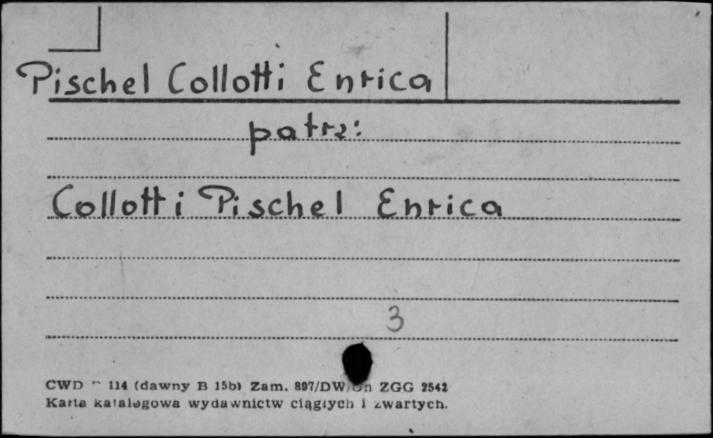 Pischel Collotti Enrica
patrz:
Collotti Pischel Enrica
3
CWD 114 (dawny B 15b) Zam. 897/DW/ ZGG 2542
Karta katalogowa wydawnictw ciągłych i zwartych.